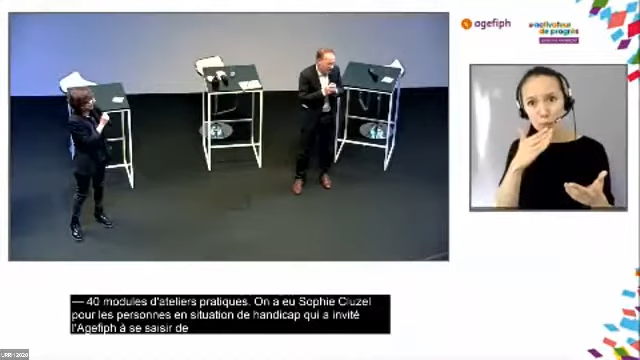 agefiph
activateur
de progrès
— 40 modules d'ateliers pratiques. On a eu Sophie Cluzel
pour les personnes en situation de handicap qui a invité
l'Agefiph à se saisir de